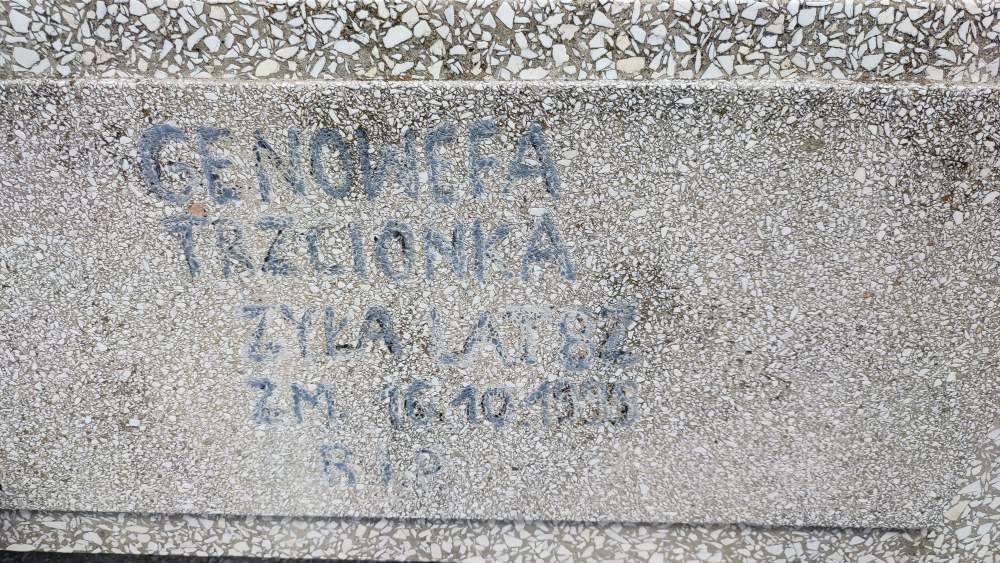 GENOWEFA
TRZCIONKA
ZYŁA LAT 82
ZM. 16.10.
R I P